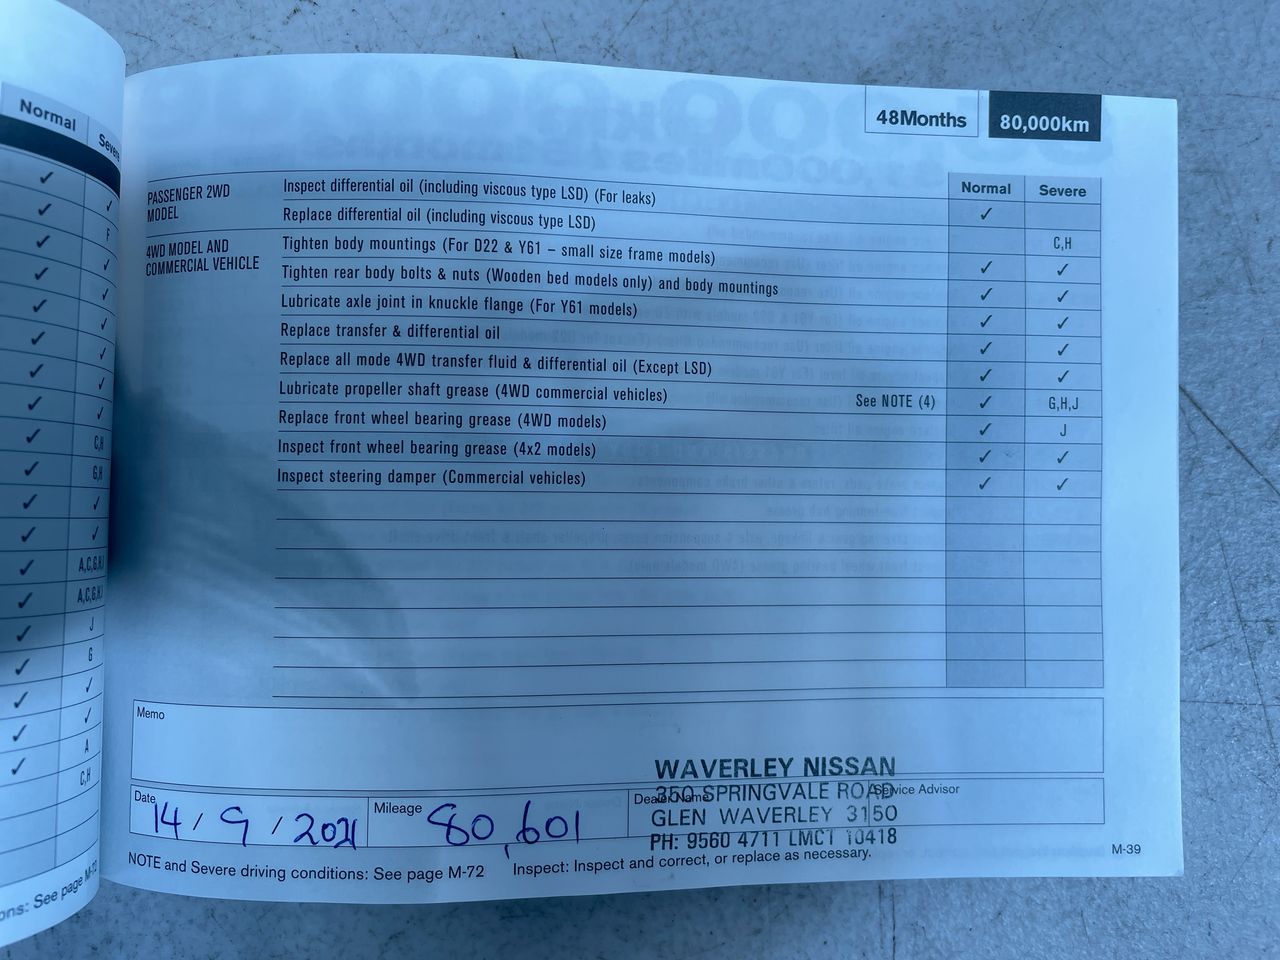 Normal
Severe
✓
✓
✓
F
✓
✓
✓
✓
✓
✓
✓
✓
✓
✓
✓
✓
✓
C,H
✓
G,H
✓
✓
✓
✓
✓
A,C,G,H,
✓
A,C,G,H,
✓
J
✓
G
✓
✓
✓
✓
✓
A
C,H
ons: See page M-72
48Months
80,000km
Normal
Severe
PASSENGER 2WD
MODEL
Inspect differential oil (including viscous type LSD) (For leaks)
✓
Replace differential oil (including viscous type LSD)
C,H
4WD MODEL AND
COMMERCIAL VEHICLE
Tighten body mountings (For D22 & Y61 – small size frame models)
✓ ✓
Tighten rear body bolts & nuts (Wooden bed models only) and body mountings
✓ ✓
Lubricate axle joint in knuckle flange (For Y61 models)
✓ ✓
Replace transfer & differential oil
✓ ✓
Replace all mode 4WD transfer fluid & differential oil (Except LSD)
✓ ✓
Lubricate propeller shaft grease (4WD commercial vehicles) See NOTE (4)
✓ G,H,J
Replace front wheel bearing grease (4WD models)
✓ J
Inspect front wheel bearing grease (4x2 models)
✓ ✓
Inspect steering damper (Commercial vehicles)
✓ ✓
Memo
Date
14 / 9 / 2021
Mileage
80,601
Dealer Name
Service Advisor
WAVERLEY NISSAN
350 SPRINGVALE ROAD
GLEN WAVERLEY 3150
PH: 9560 4711 LMCT 10418
NOTE and Severe driving conditions: See page M-72
Inspect: Inspect and correct, or replace as necessary.
M-39